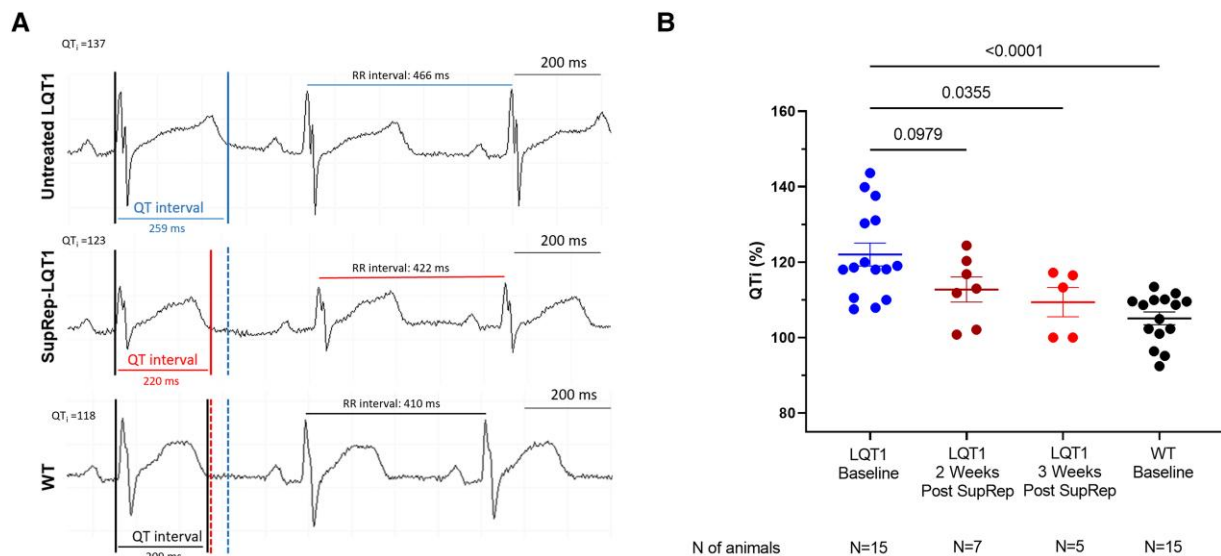 A
QTi =137
Untreated LQT1
200 ms
RR interval: 466 ms
QT interval
259 ms
QTi =123
SupRep-LQT1
200 ms
RR interval: 422 ms
QT interval
220 ms
QTi =118
WT
200 ms
RR interval: 410 ms
QT interval
B
<0.0001
0.0355
0.0979
QTi (%)
160
140
120
100
80
LQT1
Baseline
LQT1
2 Weeks
Post SupRep
LQT1
3 Weeks
Post SupRep
WT
Baseline
N of animals
N=15
N=7
N=5
N=15